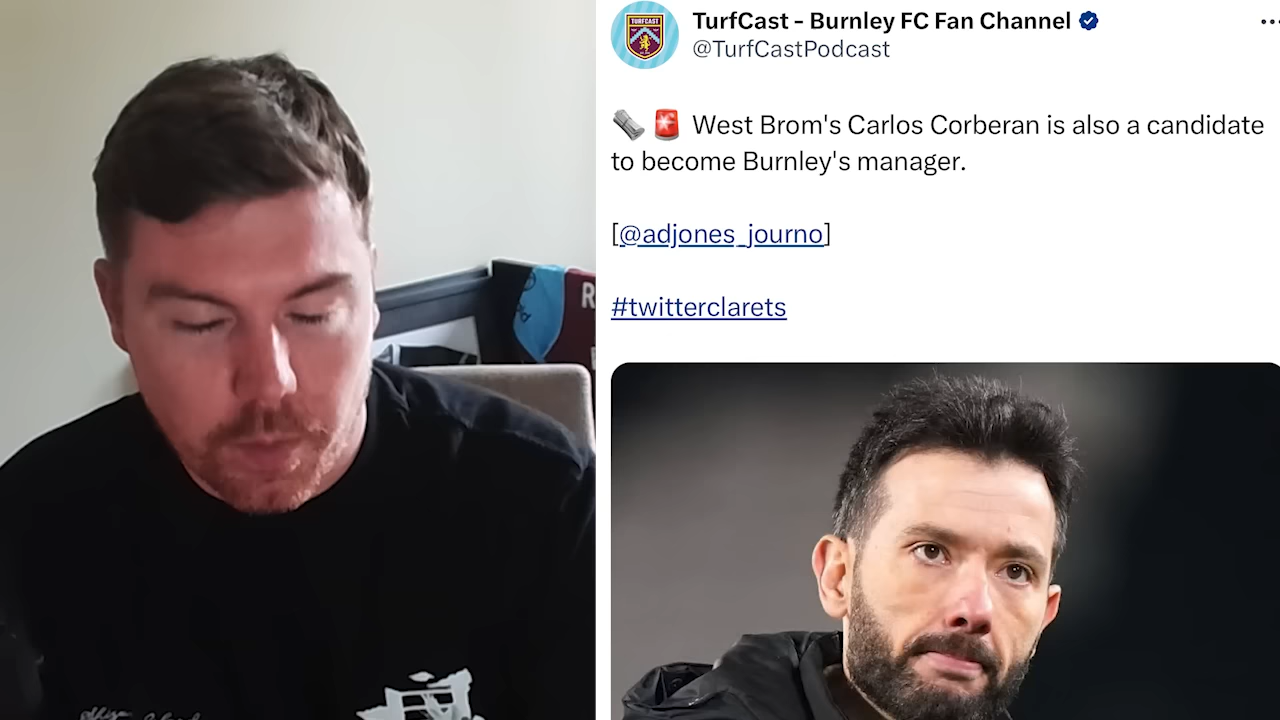 TurfCast - Burnley FC Fan Channel
@TurfCastPodcast
TURFCAST
West Brom's Carlos Corberan is also a candidate
to become Burnley's manager.
[@adjones_journo]
#twitterclarets
R